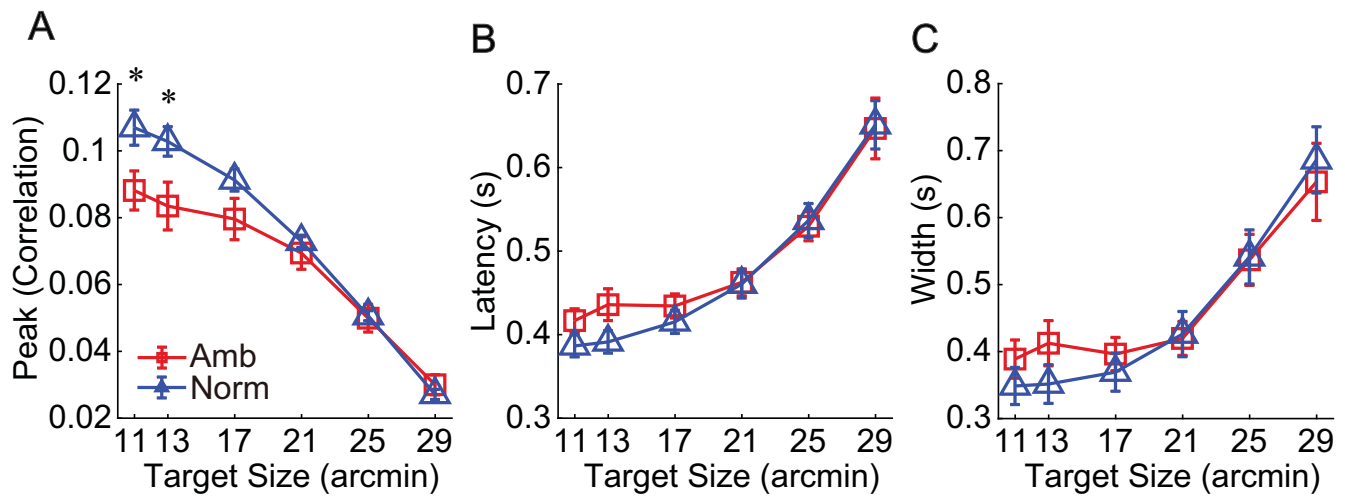 A
Peak (Correlation)
0.12
0.1
0.08
0.06
0.04
0.02
* *
Amb
Norm
11 13 17 21 25 29
Target Size (arcmin)
B
Latency (s)
0.7
0.6
0.5
0.4
0.3
11 13 17 21 25 29
Target Size (arcmin)
C
Width (s)
0.8
0.7
0.6
0.5
0.4
0.3
11 13 17 21 25 29
Target Size (arcmin)